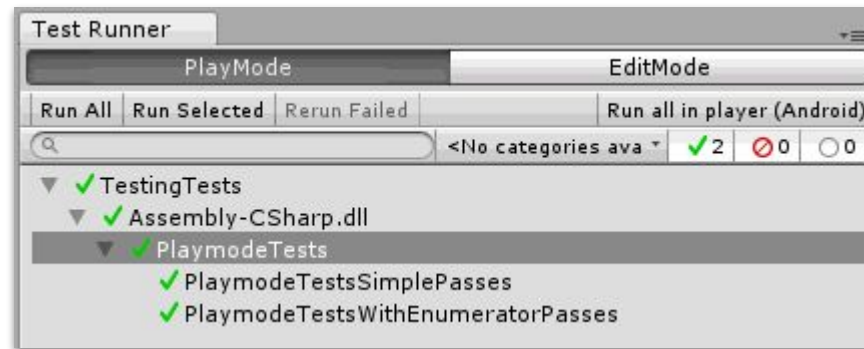 Test Runner
PlayMode EditMode
Run All Run Selected Rerun Failed Run all in player (Android)
<No categories ava 2 0 0
TestingTests
Assembly-CSharp.dll
PlaymodeTests
PlaymodeTestsSimplePasses
PlaymodeTestsWithEnumeratorPasses